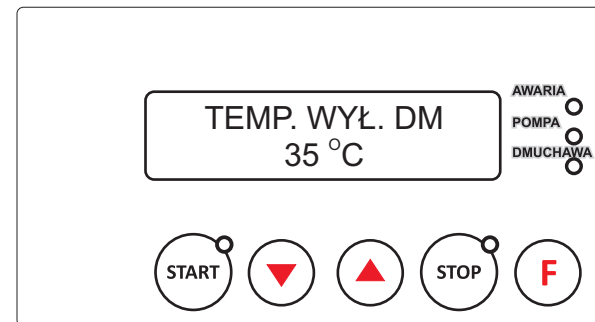 TEMP. WYŁ. DM
35 °C
AWARIA
POMPA
DMUCHAWA
START
STOP
F